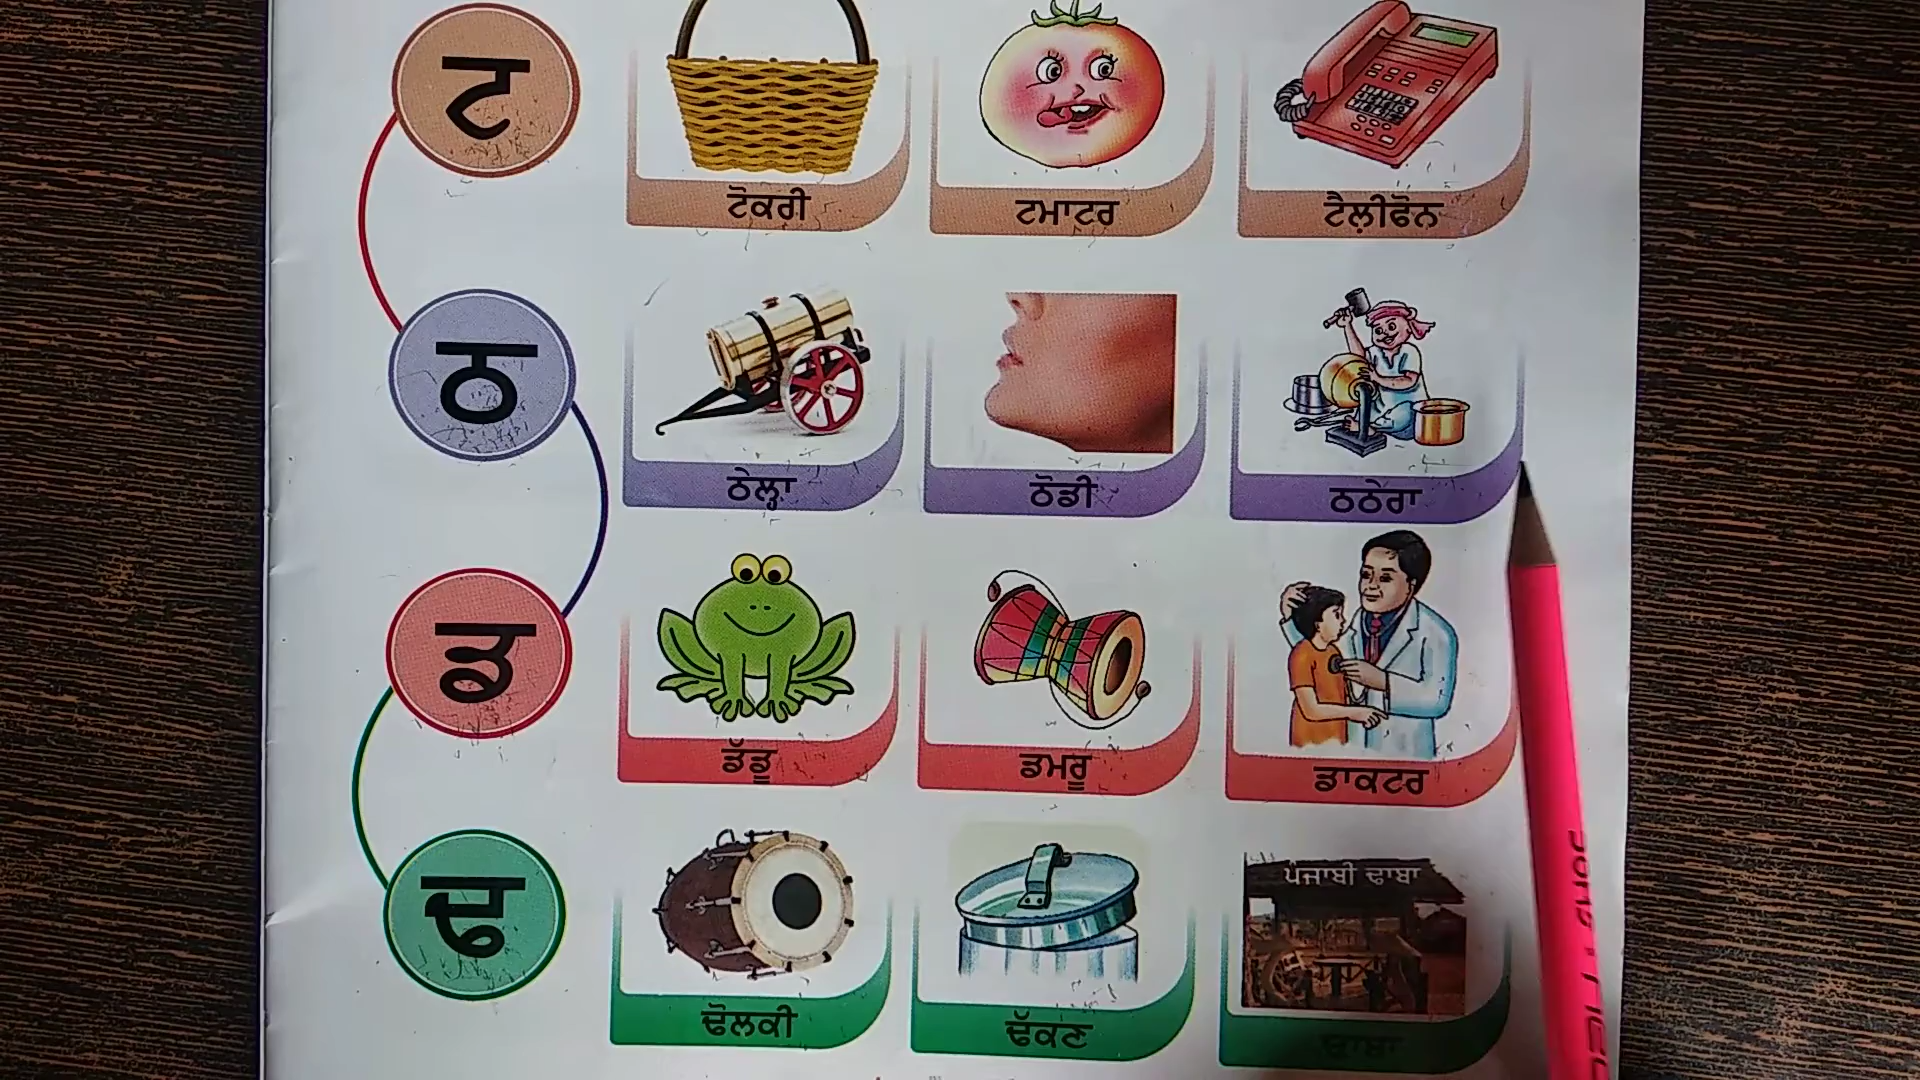 ਟ
ਟੋਕਰੀ ਟਮਾਟਰ ਟੈਲੀਫੋਨ
ਠ
ਠੇਲ੍ਹਾ ਠੋਡੀ ਠਠੇਰਾ
ਡ
ਡੱਡੂ ਡਮਰੂ ਡਾਕਟਰ
ਢ
ਪੰਜਾਬੀ ਢਾਬਾ
ਢੋਲਕੀ ਢੱਕਣ ਢਾਬਾ